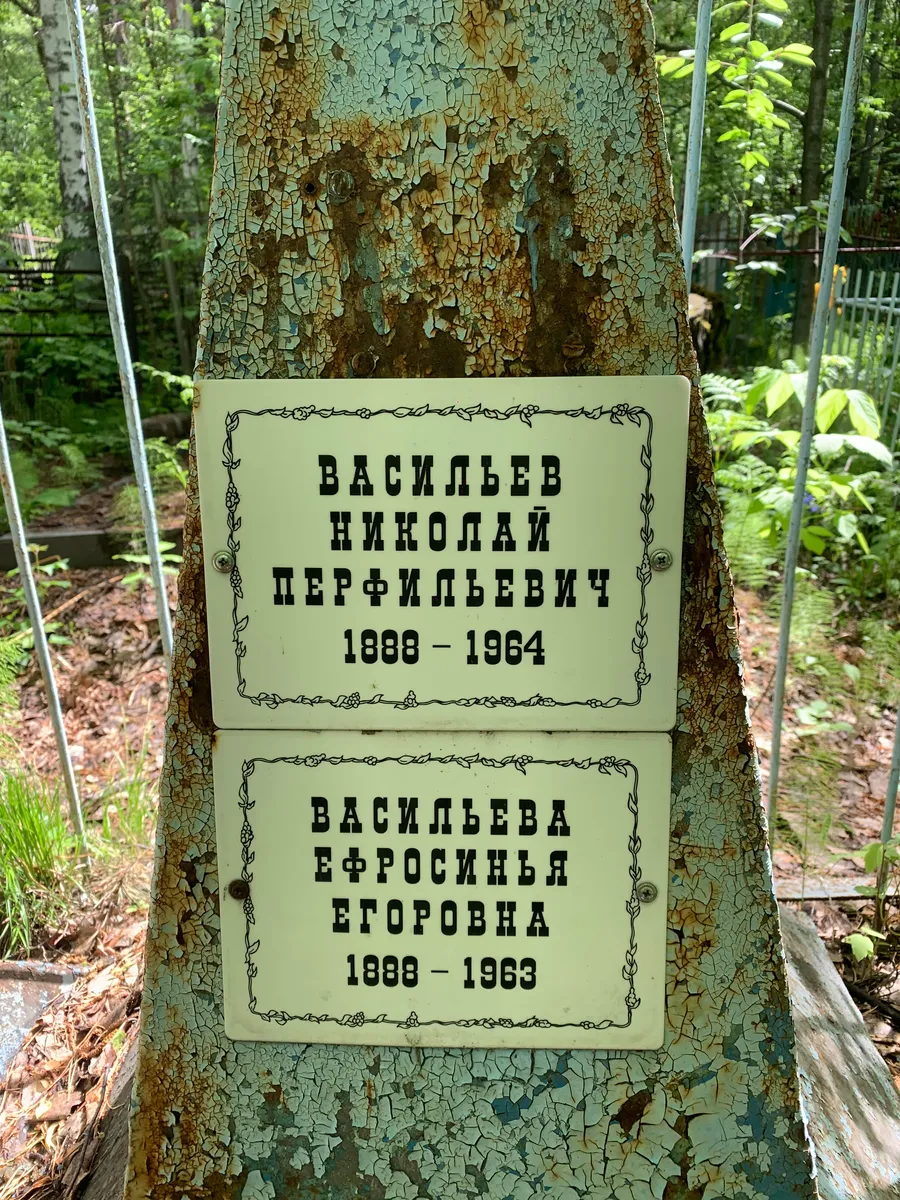 ВАСИЛЬЕВ
НИКОЛАЙ
ПЕРФИЛЬЕВИЧ
1888 – 1964
ВАСИЛЬЕВА
ЕФРОСИНЬЯ
ЕГОРОВНА
1888 – 1963